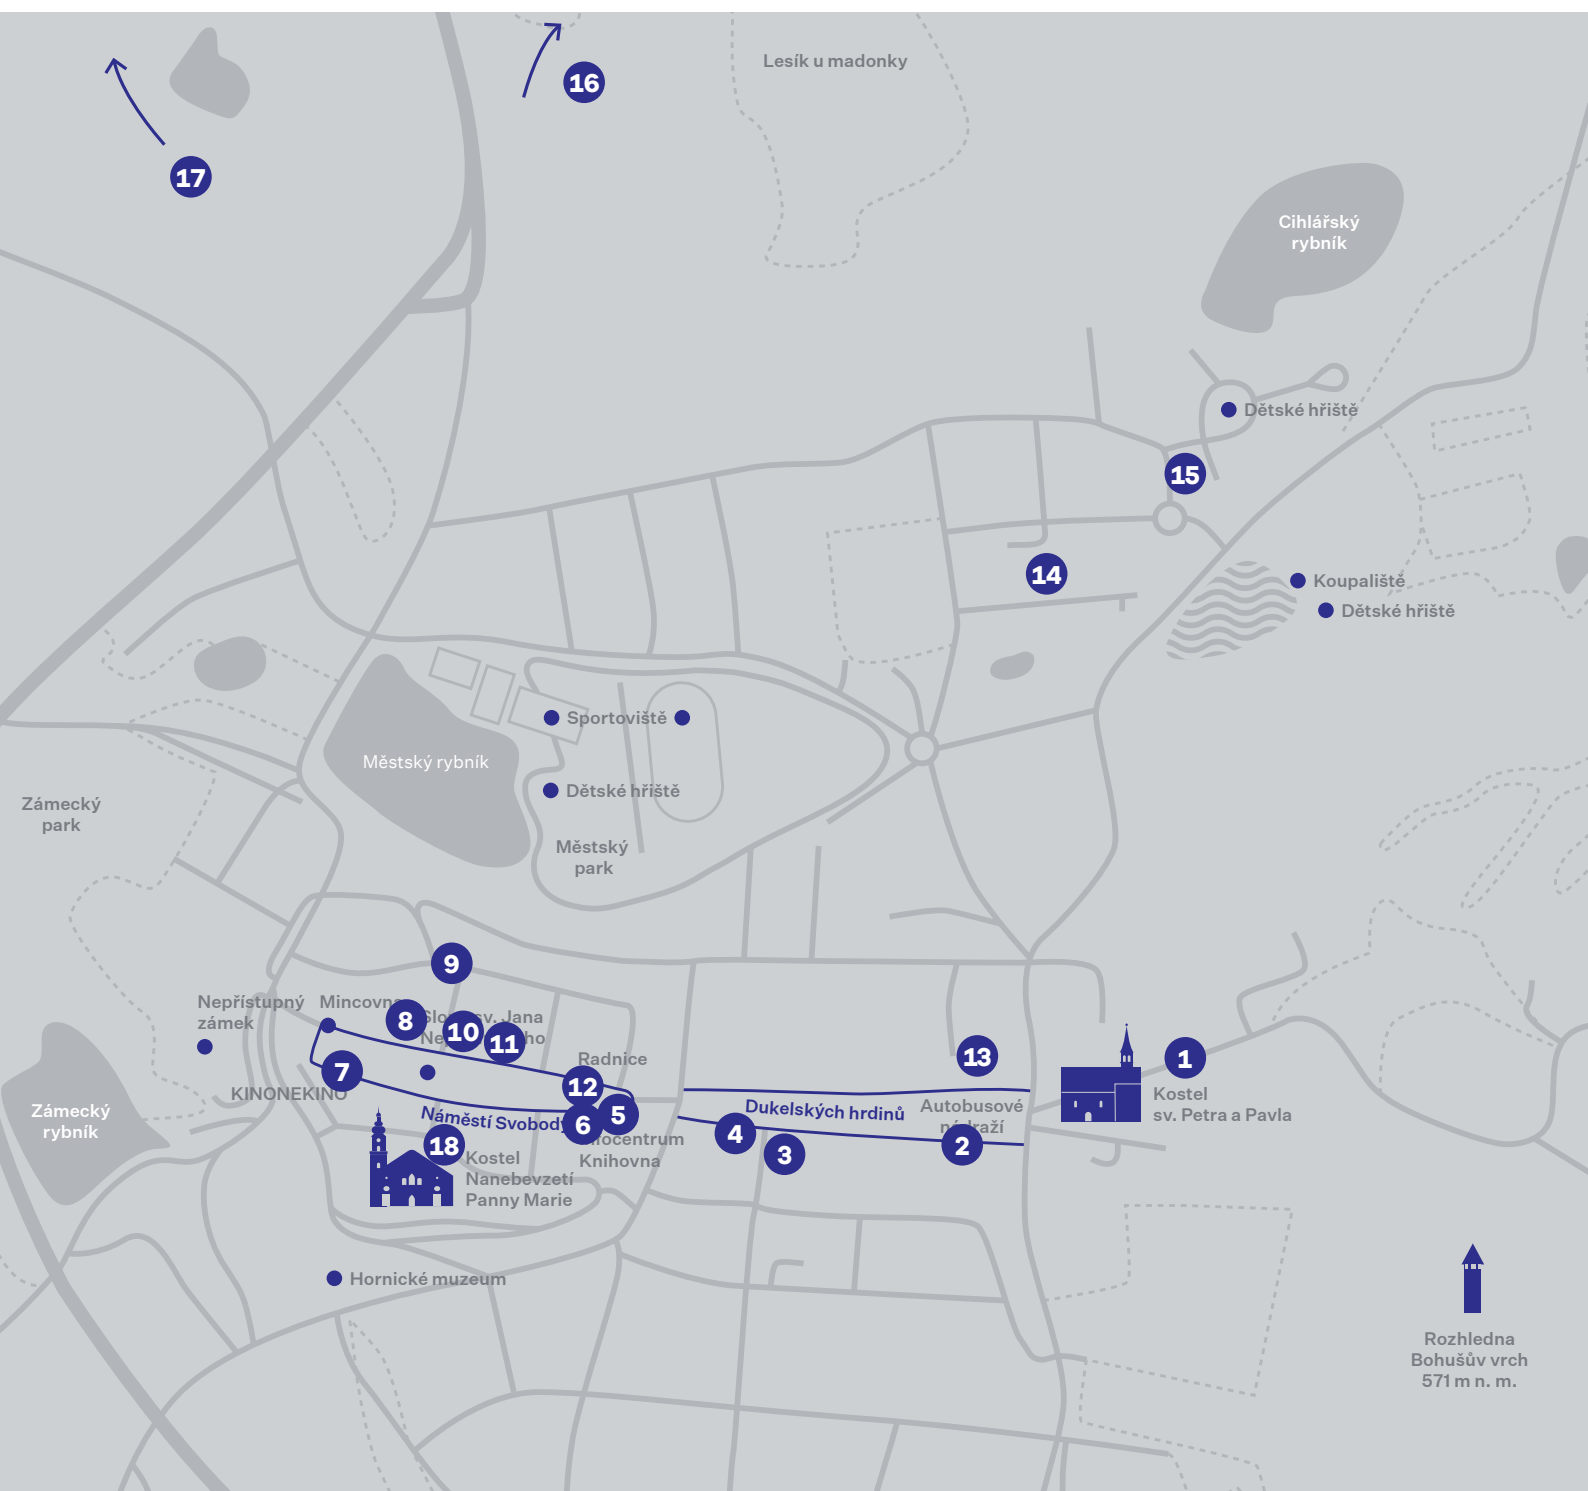 16
Lesík u madonky
17
Cihlářský
rybník
Dětské hřiště
15
14
Koupaliště
Dětské hřiště
Sportoviště
Městský rybník
Dětské hřiště
Zámecký
park
Městský
park
9
Nepřístupný
zámek
Mincovna
8
10
sv. Jana
11
Radnice
7
12
KINONEKINO
Náměstí Svobody
6
5
Knihovna
Dukelských hrdinů
4
3
Autobusové
nádraží
2
13
1
Kostel
sv. Petra a Pavla
Zámecký
rybník
18
Kostel
Nanebevzetí
Panny Marie
Hornické muzeum
Rozhledna
Bohušův vrch
571 m n. m.